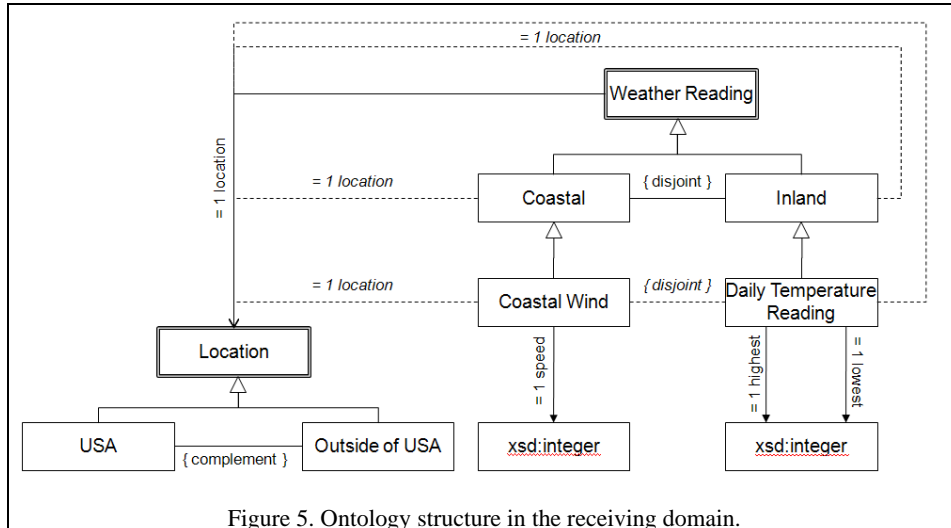 = 1 location
Weather Reading
= 1 location
= 1 location
Coastal
{ disjoint }
Inland
= 1 location
Coastal Wind
{ disjoint }
Daily Temperature
Reading
Location
= 1 speed
= 1 highest
= 1 lowest
USA
{ complement }
Outside of USA
xsd:integer
xsd:integer
Figure 5. Ontology structure in the receiving domain.